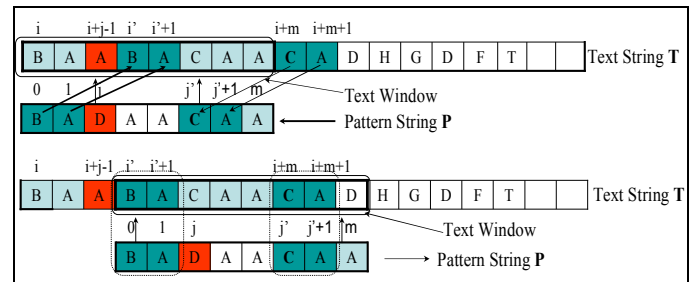 i i+j-1 i' i'+1 i+m i+m+1
B A A B A C A A C A D H G D F T Text String T
0 1 j j' j'+1 m
Text Window
B A D A A C A A Pattern String P
i i+j-1 i' i'+1 i+m i+m+1
B A A B A C A A C A D H G D F T Text String T
0 1 j j' j'+1 m Text Window
B A D A A C A A Pattern String P